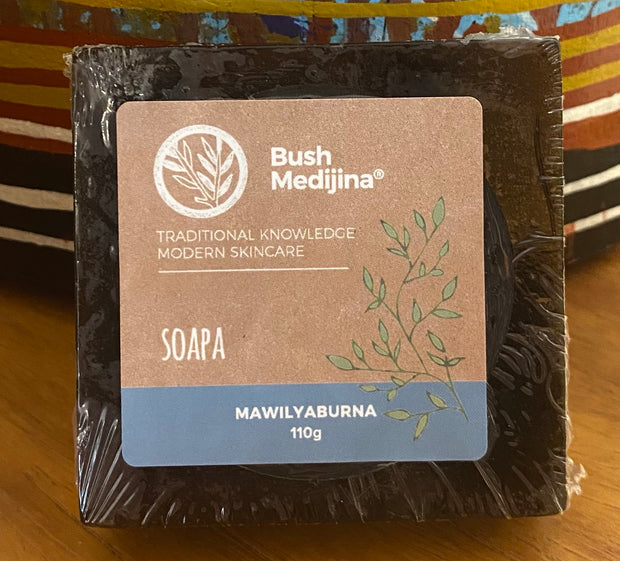 Bush
Medijina®
TRADITIONAL KNOWLEDGE
MODERN SKINCARE
SOAPA
MAWILYABURNA
110g